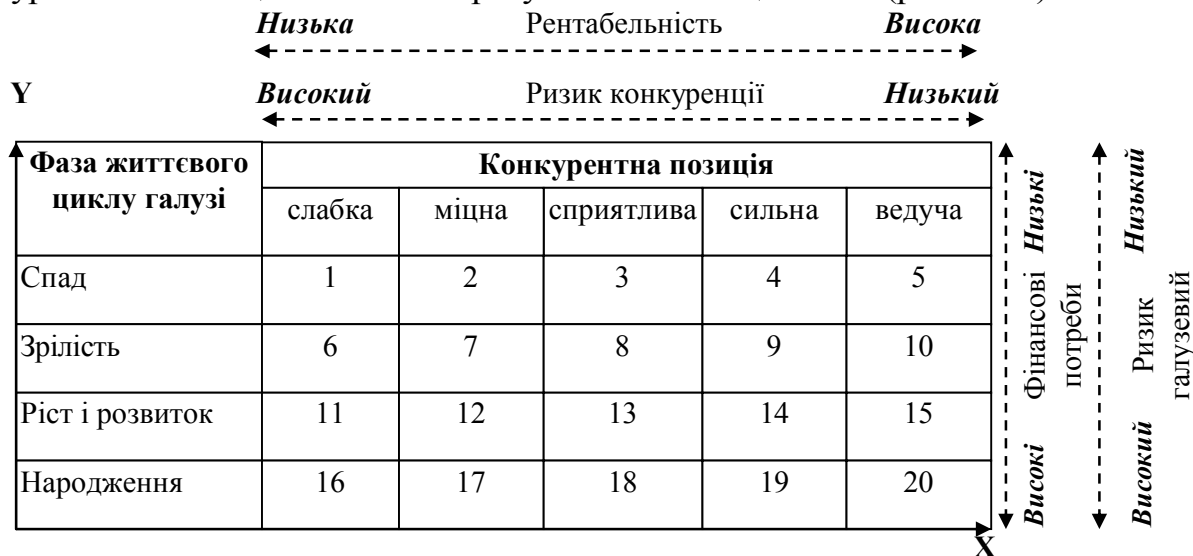 Низька Рентабельність Висока
Y Високий Ризик конкуренції Низький
Фаза життєвого циклу галузі Конкурентна позиція
слабка міцна сприятлива сильна ведуча
Спад 1 2 3 4 5
Зрілість 6 7 8 9 10
Ріст і розвиток 11 12 13 14 15
Народження 16 17 18 19 20
X
Високі Фінансові потреби Низькі
Високий Ризик галузевий Низький